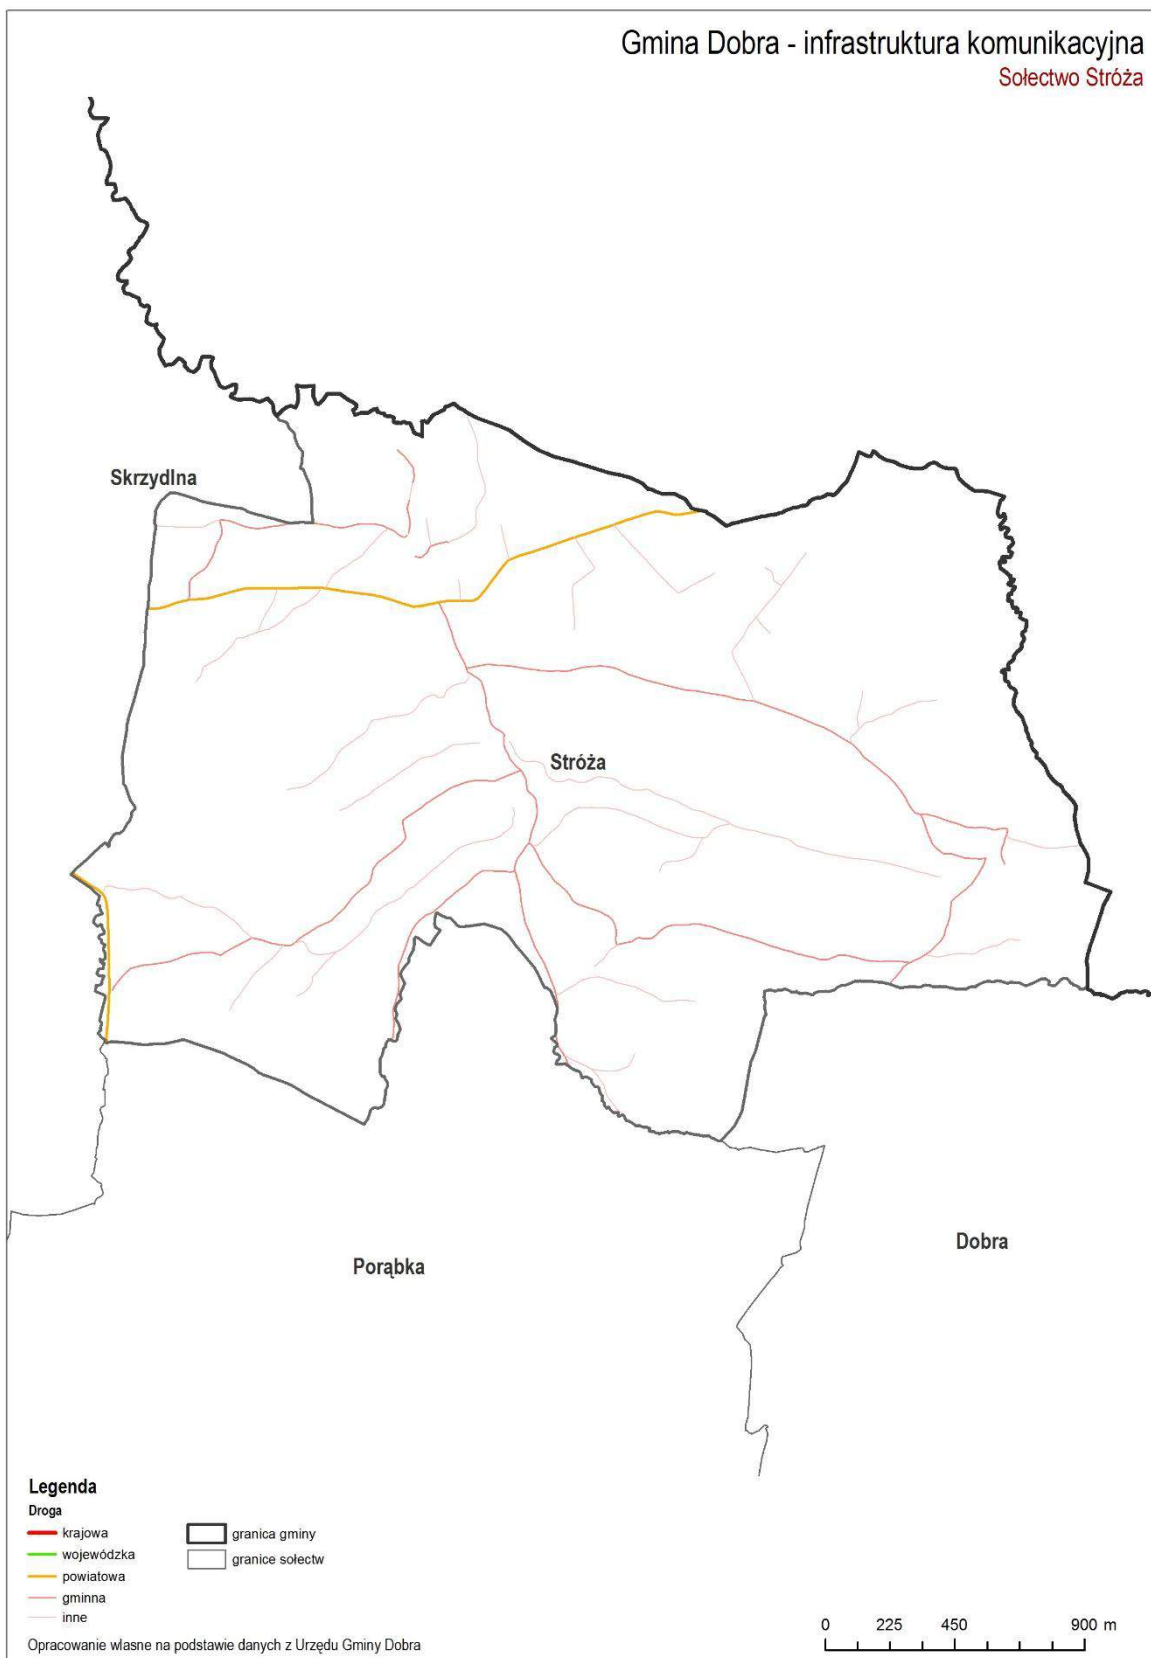 Gmina Dobra - infrastruktura komunikacyjna
Sołectwo Stróża
Skrzydlna
Stróża
Dobra
Porąbka
Legenda
Droga
krajowa
wojewódzka
powiatowa
gminna
inne
granica gminy
granice sołectw
0 225 450 900 m
Opracowanie własne na podstawie danych z Urzędu Gminy Dobra